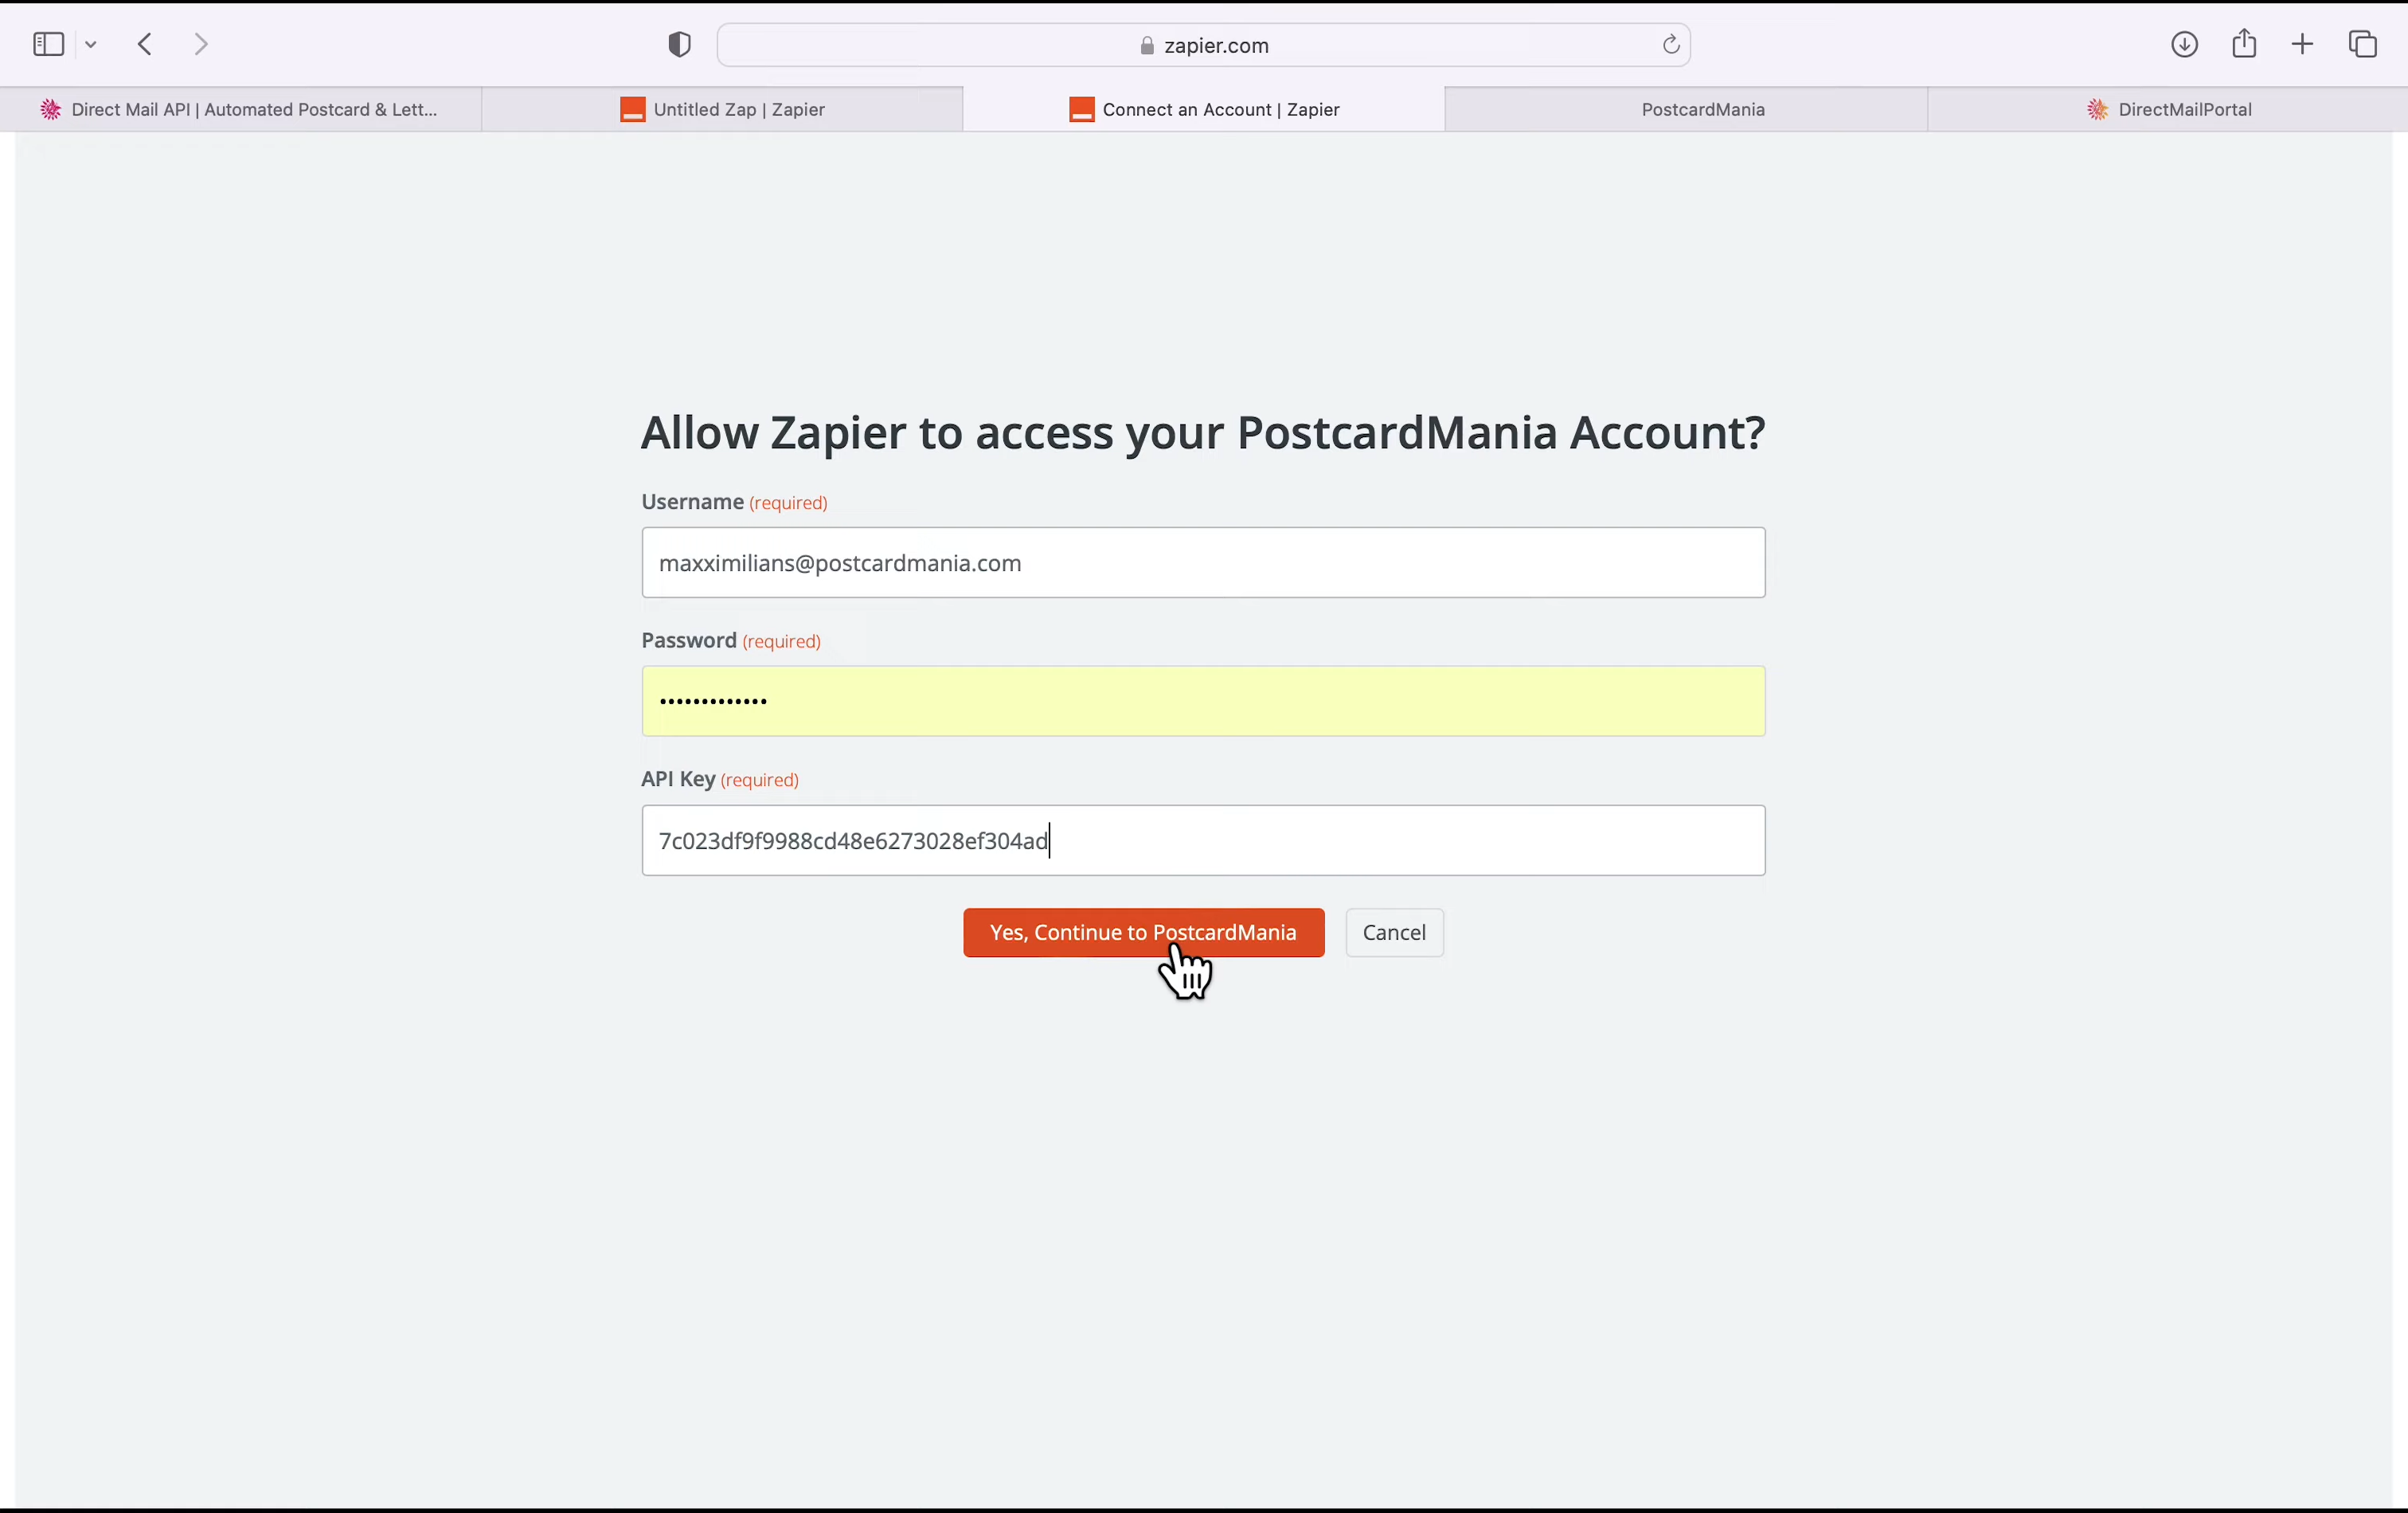 zapier.com
Direct Mail API | Automated Postcard & Lett...
Untitled Zap | Zapier
Connect an Account | Zapier
PostcardMania
DirectMailPortal
Allow Zapier to access your PostcardMania Account?
Username (required)
maxximilians@postcardmania.com
Password (required)
•••••••••••••
API Key (required)
7c023df9f9988cd48e6273028ef304ad
Yes, Continue to PostcardMania
Cancel